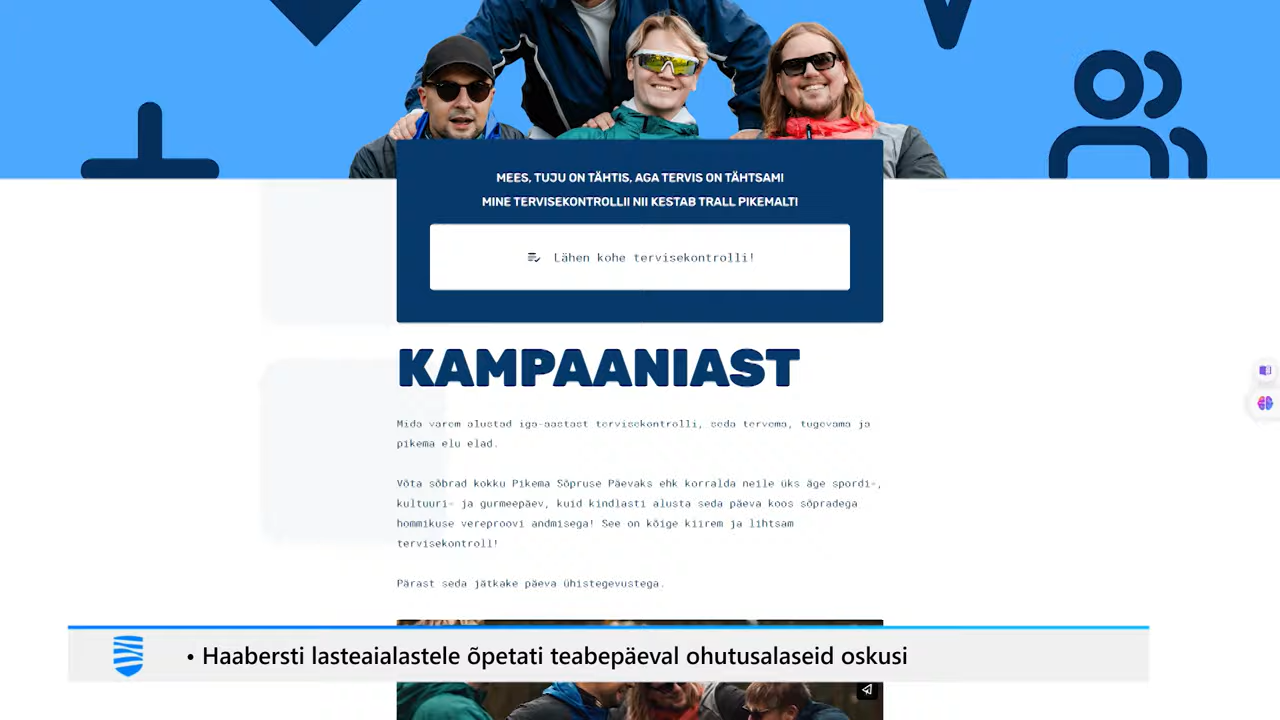 MEES, TUJU ON TÄHTIS, AGA TERVIS ON TÄHTSAM!
MINE TERVISEKONTROLLI! NII KESTAB TRALL PIKEMALT!
Lähen kohe tervisekontrolli!
KAMPAANIAST
Mida varem alustad iga-aastast tervisekontrolli, seda tervema, tugevama ja
pikema elu elad.
Võta sõbrad kokku Pikema Sõpruse Päevaks ehk korralda neile üks äge spordi-,
kultuuri- ja gurmeepäev, kuid kindlasti alusta seda päeva koos sõpradega
hommikuse vereproovi andmisega! See on kõige kiirem ja lihtsam
tervisekontroll!
Pärast seda jätkake päeva ühistegevustega.
• Haabersti lasteaialastele õpetati teabepäeval ohutusalaseid oskusi